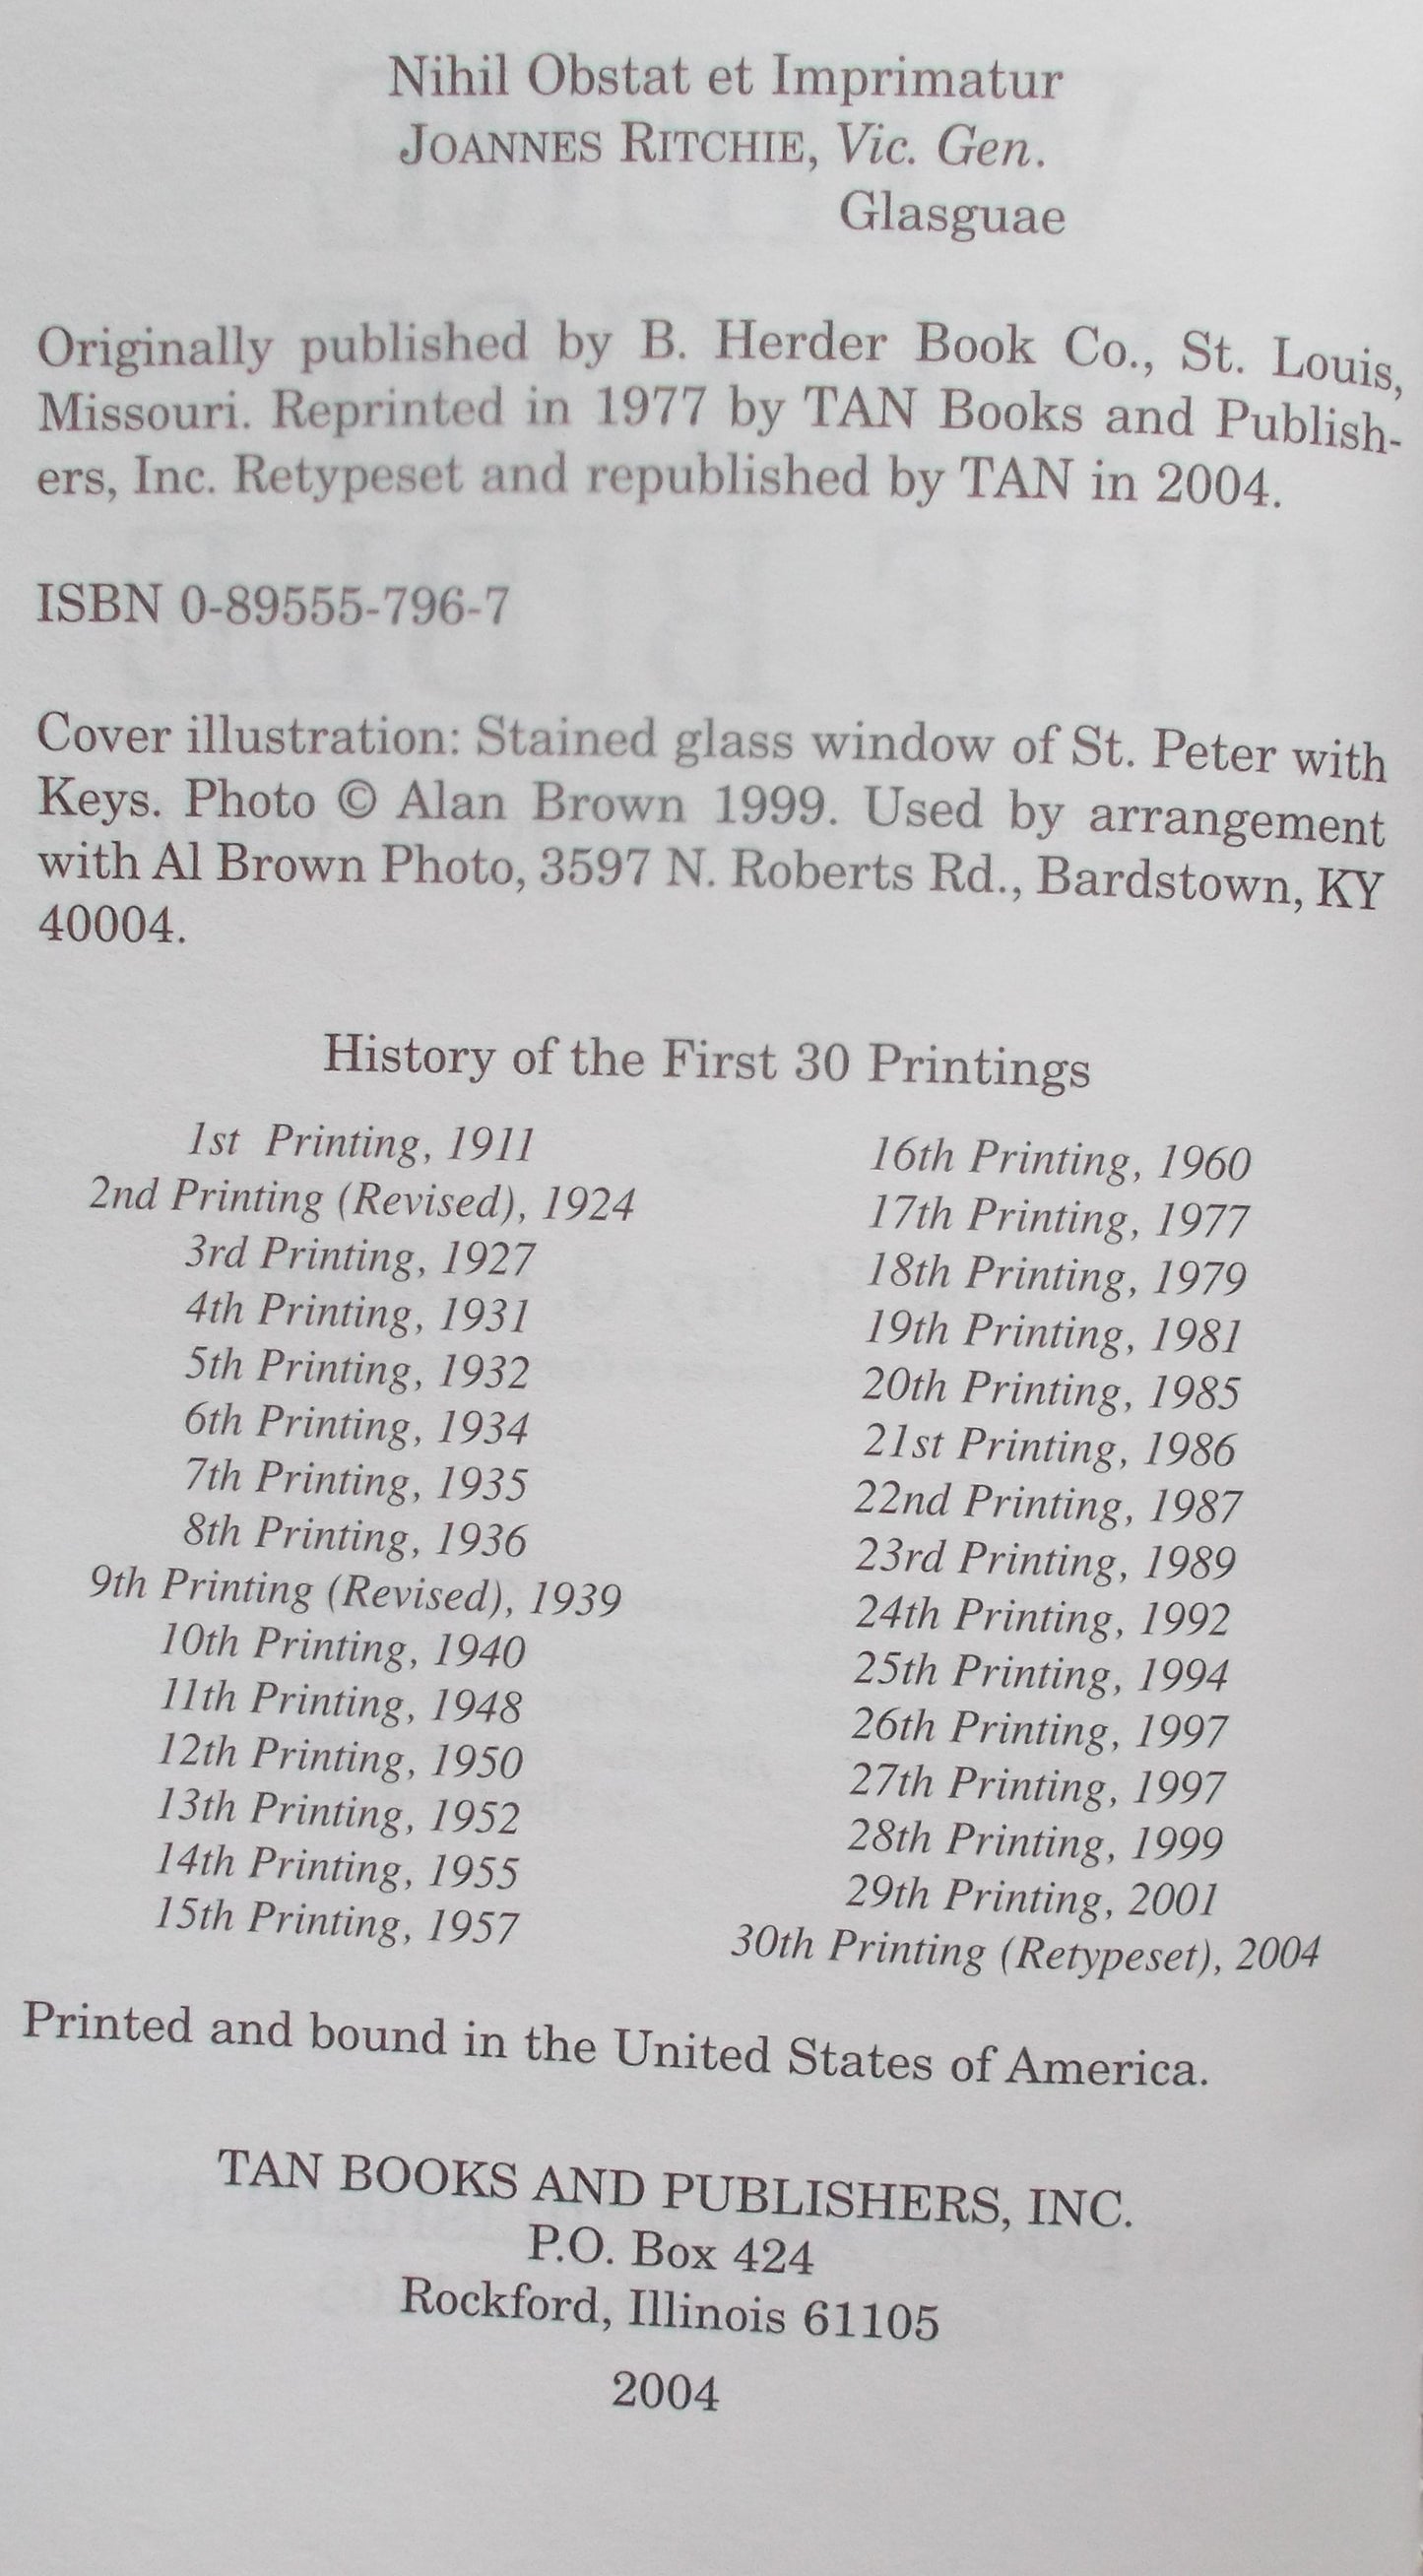 Nihil Obstat et Imprimatur
JOANNES RITCHIE, Vic. Gen.
Glasguae
Originally published by B. Herder Book Co., St. Louis,
Missouri. Reprinted in 1977 by TAN Books and Publish-
ers, Inc. Retypeset and republished by TAN in 2004.
ISBN 0-89555-796-7
Cover illustration: Stained glass window of St. Peter with
Keys. Photo © Alan Brown 1999. Used by arrangement
with Al Brown Photo, 3597 N. Roberts Rd., Bardstown, KY
40004.
History of the First 30 Printings
1st Printing, 1911
2nd Printing (Revised), 1924
3rd Printing, 1927
4th Printing, 1931
5th Printing, 1932
6th Printing, 1934
7th Printing, 1935
8th Printing, 1936
9th Printing (Revised), 1939
10th Printing, 1940
11th Printing, 1948
12th Printing, 1950
13th Printing, 1952
14th Printing, 1955
15th Printing, 1957
16th Printing, 1960
17th Printing, 1977
18th Printing, 1979
19th Printing, 1981
20th Printing, 1985
21st Printing, 1986
22nd Printing, 1987
23rd Printing, 1989
24th Printing, 1992
25th Printing, 1994
26th Printing, 1997
27th Printing, 1997
28th Printing, 1999
29th Printing, 2001
30th Printing (Retypeset), 2004
Printed and bound in the United States of America.
TAN BOOKS AND PUBLISHERS, INC.
P.O. Box 424
Rockford, Illinois 61105
2004